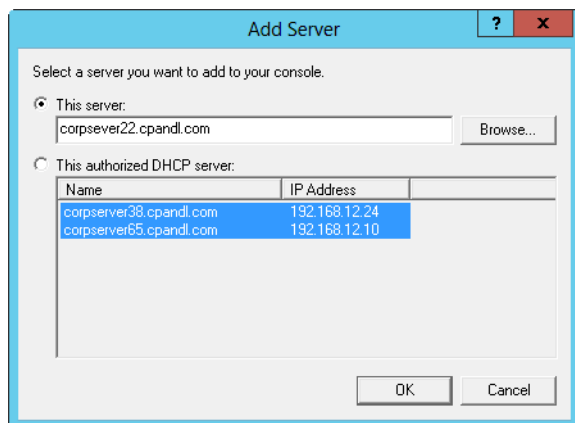 Add Server
?
x
Select a server you want to add to your console.
This server:
corpsever22.cpandl.com
Browse...
This authorized DHCP server:
Name IP Address
corpserver38.cpandl.com 192.168.12.24
corpserver65.cpandl.com 192.168.12.10
OK Cancel